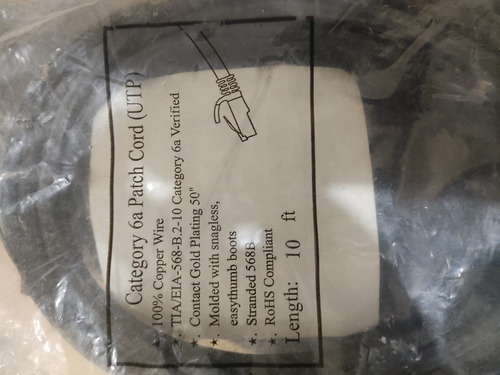 Category 6a Patch Cord (UTP)
★. 100% Copper Wire
★. TIA/EIA-568-B.2-10 Category 6a Verified
★. Contact Gold Plating 50"
★. Molded with snagless,
easythumb boots
★. Stranded 568B
★. RoHS Compliant
Length: 10 ft